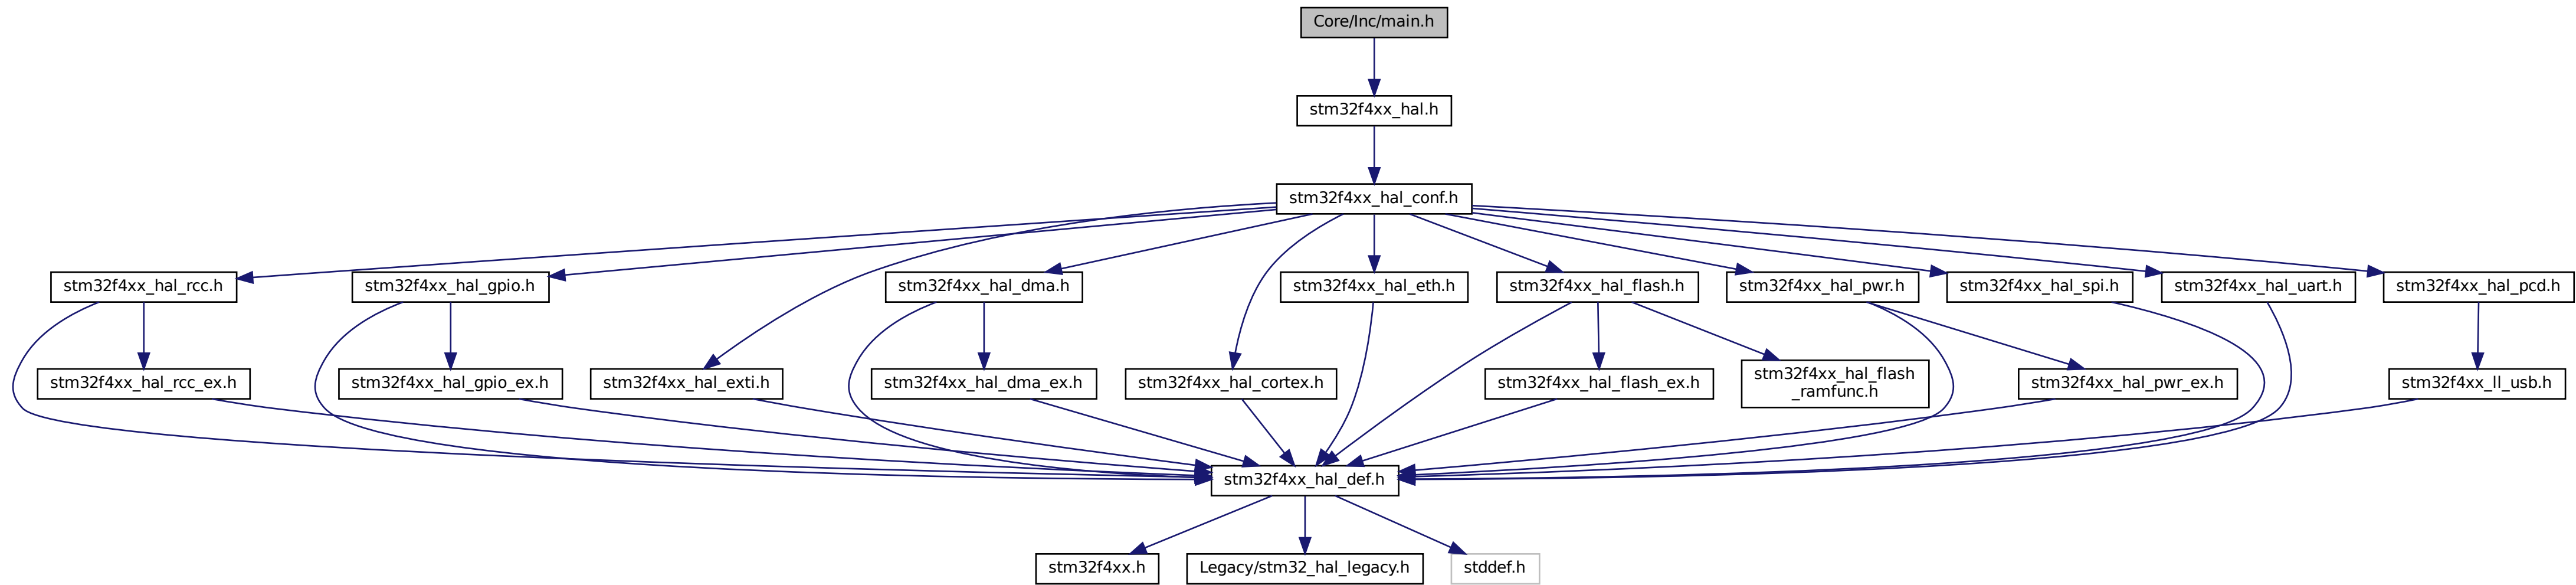 Core/Inc/main.h
stm32f4xx_hal.h
stm32f4xx_hal_conf.h
stm32f4xx_hal_rcc.h
stm32f4xx_hal_gpio.h
stm32f4xx_hal_dma.h
stm32f4xx_hal_eth.h
stm32f4xx_hal_flash.h
stm32f4xx_hal_pwr.h
stm32f4xx_hal_spi.h
stm32f4xx_hal_uart.h
stm32f4xx_hal_pcd.h
stm32f4xx_hal_rcc_ex.h
stm32f4xx_hal_gpio_ex.h
stm32f4xx_hal_exti.h
stm32f4xx_hal_dma_ex.h
stm32f4xx_hal_cortex.h
stm32f4xx_hal_flash_ex.h
stm32f4xx_hal_flash
_ramfunc.h
stm32f4xx_hal_pwr_ex.h
stm32f4xx_ll_usb.h
stm32f4xx_hal_def.h
stm32f4xx.h
Legacy/stm32_hal_legacy.h
stddef.h